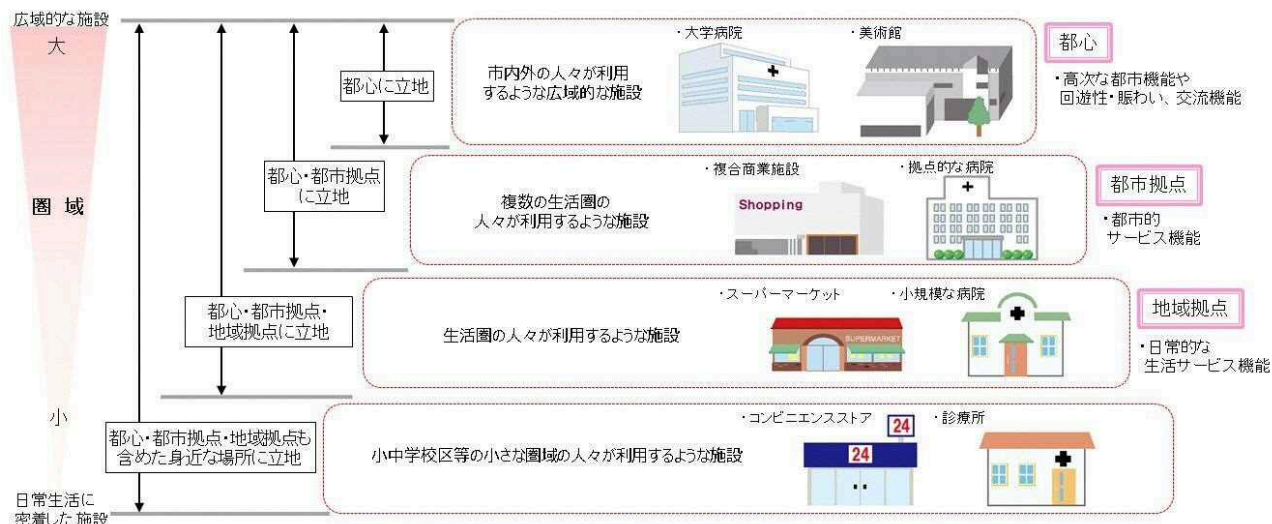 広域的な施設
大
圏域
小
日常生活に
密着した施設
都心に立地
都心・都市拠点
に立地
都心・都市拠点・
地域拠点に立地
都心・都市拠点・地域拠点も
含めた身近な場所に立地
市内外の人々が利用
するような広域的な施設
・大学病院
・美術館
都心
・高次な都市機能や
回遊性・賑わい、交流機能
複数の生活圏の
人々が利用するような施設
・複合商業施設
Shopping
・拠点的な病院
都市拠点
・都市的
サービス機能
生活圏の人々が利用するような施設
・スーパーマーケット
SUPERMARKET
・小規模な病院
地域拠点
・日常的な
生活サービス機能
小中学校区等の小さな圏域の人々が利用するような施設
・コンビニエンスストア
24
24
・診療所